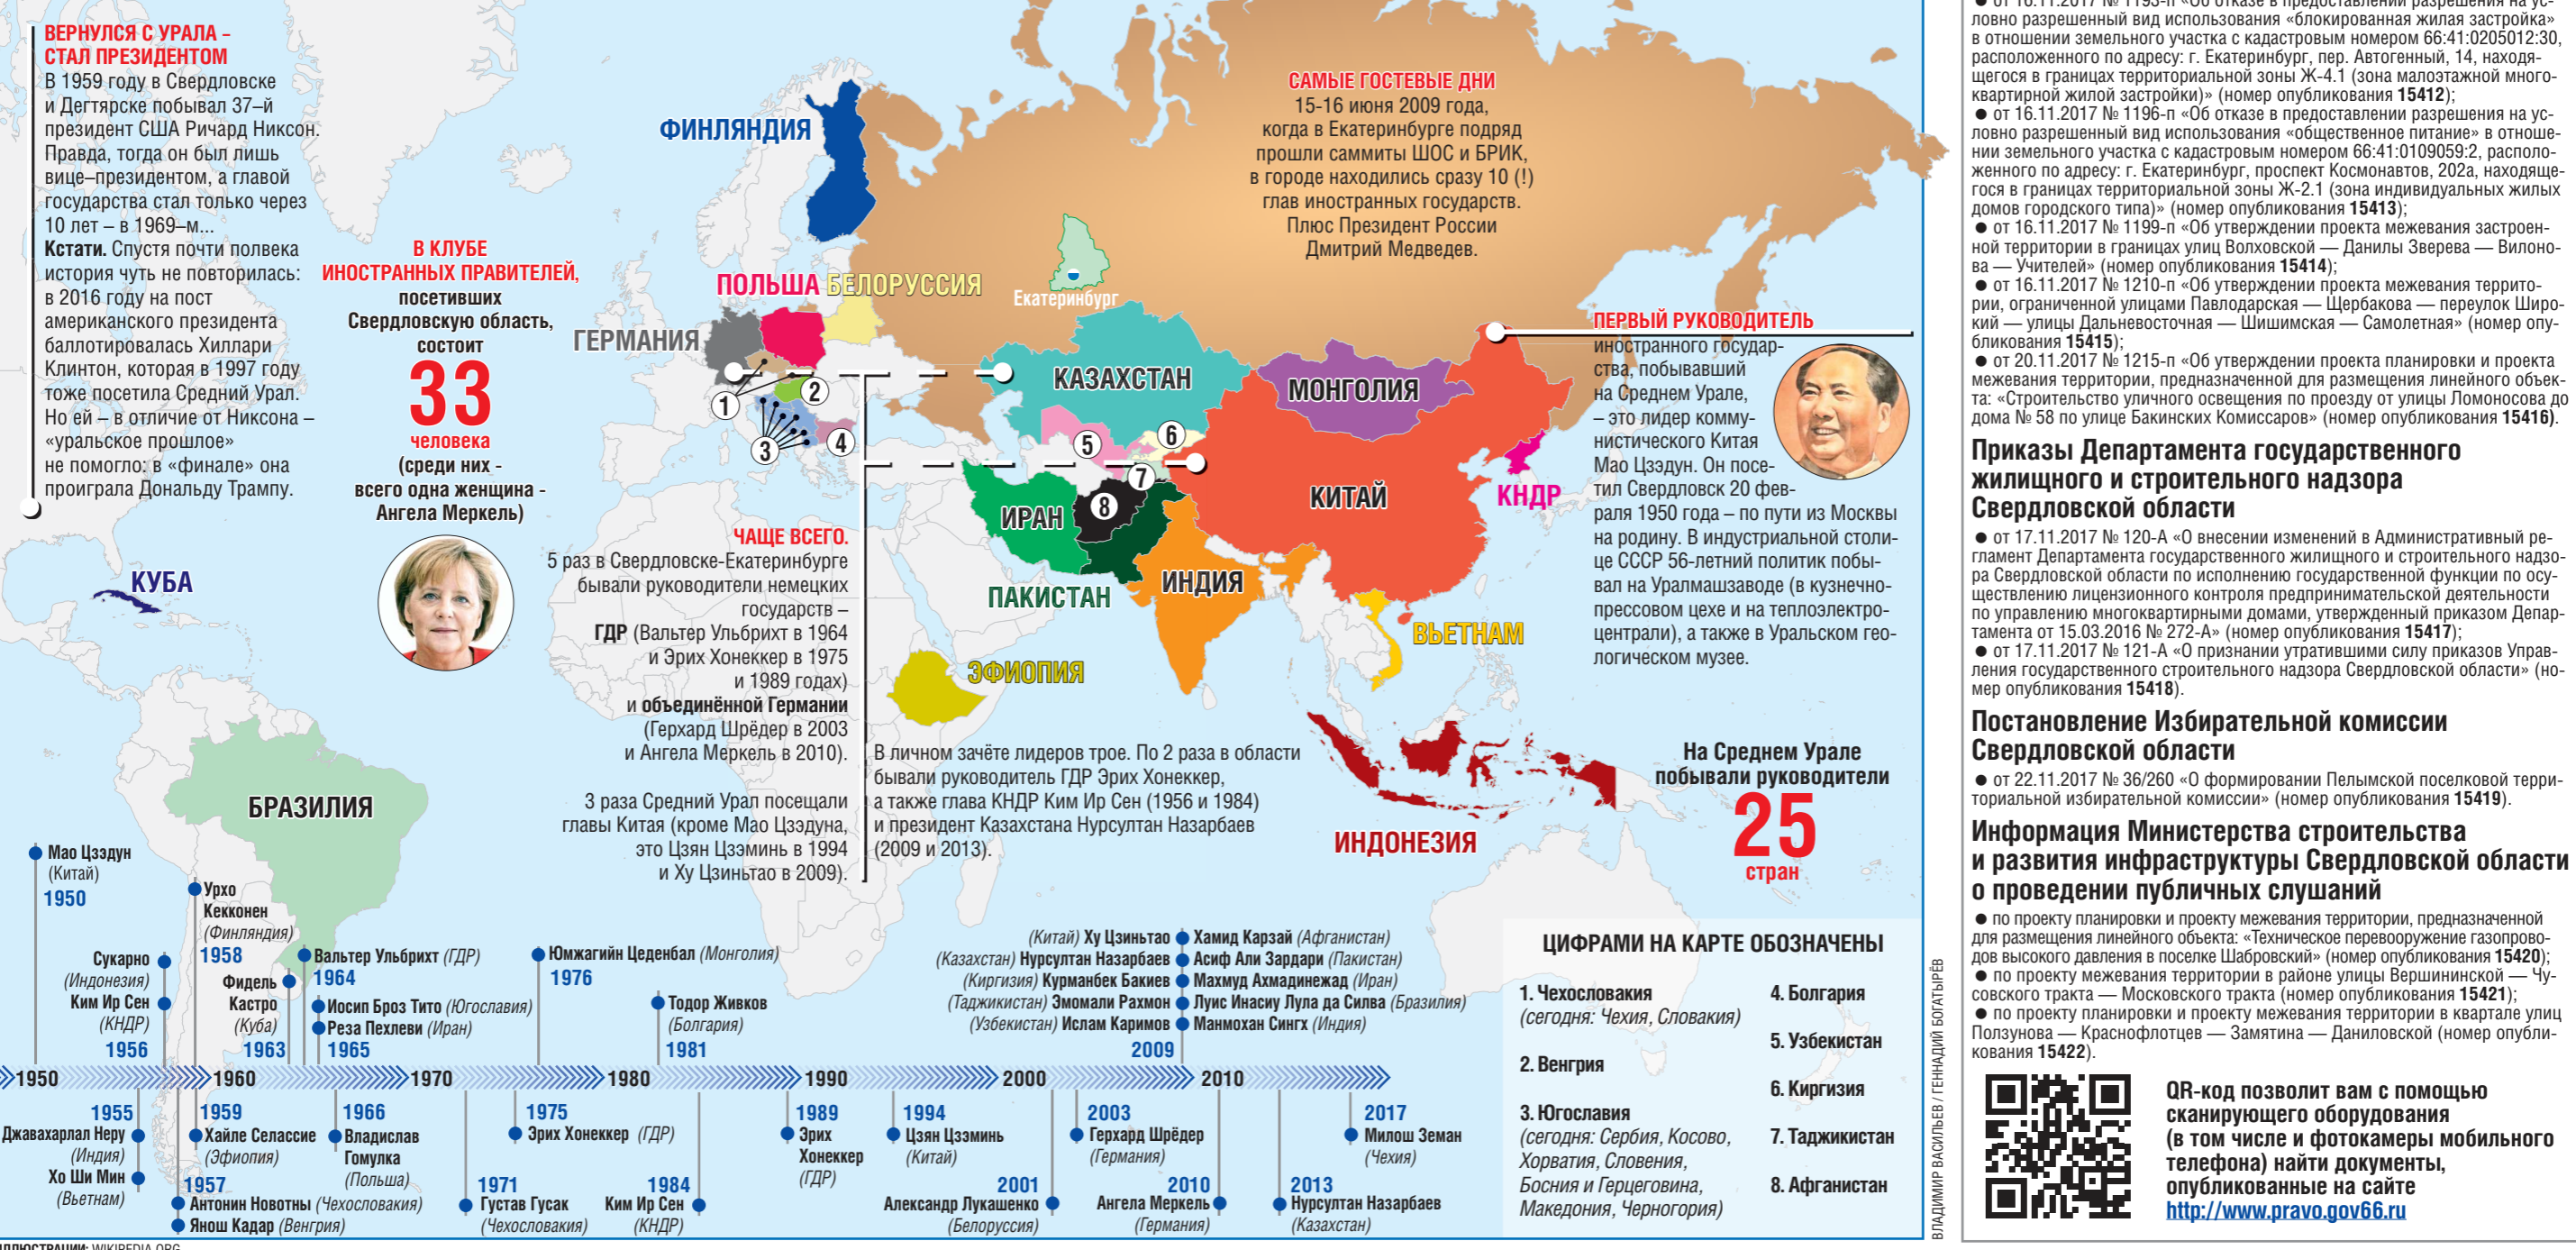 ВЕРНУЛСЯ С УРАЛА –
СТАЛ ПРЕЗИДЕНТОМ
В 1959 году в Свердловске
и Дегтярске побывал 37–й
президент США Ричард Никсон.
Правда, тогда он был лишь
вице–президентом, а главой
государства стал только через
10 лет – в 1969–м...
Кстати. Спустя почти полвека
история чуть не повторилась:
в 2016 году на пост
американского президента
баллотировалась Хиллари
Клинтон, которая в 1997 году
тоже посетила Средний Урал.
Но ей – в отличие от Никсона –
«уральское прошлое»
не помогло: в «финале» она
проиграла Дональду Трампу.
В КЛУБЕ
ИНОСТРАННЫХ ПРАВИТЕЛЕЙ,
посетивших
Свердловскую область,
состоит
33
человека
(среди них -
всего одна женщина -
Ангела Меркель)
САМЫЕ ГОСТЕВЫЕ ДНИ
15-16 июня 2009 года,
когда в Екатеринбурге подряд
прошли саммиты ШОС и БРИК,
в городе находились сразу 10 (!)
глав иностранных государств.
Плюс Президент России
Дмитрий Медведев.
ФИНЛЯНДИЯ
ПОЛЬША
БЕЛОРУССИЯ
Екатеринбург
ГЕРМАНИЯ
КАЗАХСТАН
МОНГОЛИЯ
1
2
3
4
5
6
7
8
ИРАН
КИТАЙ
КНДР
ПАКИСТАН
ИНДИЯ
ВЬЕТНАМ
ЭФИОПИЯ
ИНДОНЕЗИЯ
КУБА
БРАЗИЛИЯ
ПЕРВЫЙ РУКОВОДИТЕЛЬ
иностранного государ-
ства, побывавший
на Среднем Урале,
– это лидер комму-
нистического Китая
Мао Цзэдун. Он посе-
тил Свердловск 20 фев-
раля 1950 года – по пути из Москвы
на родину. В индустриальной столи-
це СССР 56-летний политик побы-
вал на Уралмашзаводе (в кузнечно-
прессовом цехе и на теплоэлектро-
централи), а также в Уральском гео-
логическом музее.
ЧАЩЕ ВСЕГО.
5 раз в Свердловске-Екатеринбурге
бывали руководители немецких
государств –
ГДР (Вальтер Ульбрихт в 1964
и Эрих Хонеккер в 1975
и 1989 годах)
и объединённой Германии
(Герхард Шрёдер в 2003
и Ангела Меркель в 2010).
3 раза Средний Урал посещали
главы Китая (кроме Мао Цзэдуна,
это Цзян Цзэминь в 1994
и Ху Цзиньтао в 2009).
В личном зачёте лидеров трое. По 2 раза в области
бывали руководитель ГДР Эрих Хонеккер,
а также глава КНДР Ким Ир Сен (1956 и 1984)
и президент Казахстана Нурсултан Назарбаев
(2009 и 2013).
На Среднем Урале
побывали руководители
25
стран
Мао Цзэдун
(Китай)
1950
Сукарно
(Индонезия)
Ким Ир Сен
(КНДР)
1956
Урхо
Кекконен
(Финляндия)
1958
Фидель
Кастро
(Куба)
1963
Вальтер Ульбрихт (ГДР)
1964
Иосип Броз Тито (Югославия)
Реза Пехлеви (Иран)
1965
Юмжагийн Цеденбал (Монголия)
1976
Тодор Живков
(Болгария)
1981
(Китай) Ху Цзиньтао
(Казахстан) Нурсултан Назарбаев
(Киргизия) Курманбек Бакиев
(Таджикистан) Эмомали Рахмон
(Узбекистан) Ислам Каримов
Хамид Карзай (Афганистан)
Асиф Али Зардари (Пакистан)
Махмуд Ахмадинежад (Иран)
Луис Инасиу Лула да Силва (Бразилия)
Манмохан Сингх (Индия)
2009
1950 1960 1970 1980 1990 2000 2010
1955
Джавахарлал Неру
(Индия)
Хо Ши Мин
(Вьетнам)
1959
Хайле Селассие
(Эфиопия)
1957
Антонин Новотны (Чехословакия)
Янош Кадар (Венгрия)
1966
Владислав
Гомулка
(Польша)
1971
Густав Гусак
(Чехословакия)
1975
Эрих Хонеккер (ГДР)
1984
Ким Ир Сен
(КНДР)
1989
Эрих
Хонеккер
(ГДР)
1994
Цзян Цзэминь
(Китай)
2001
Александр Лукашенко
(Белоруссия)
2003
Герхард Шрёдер
(Германия)
2010
Ангела Меркель
(Германия)
2013
Нурсултан Назарбаев
(Казахстан)
2017
Милош Земан
(Чехия)
ЦИФРАМИ НА КАРТЕ ОБОЗНАЧЕНЫ
1. Чехословакия
(сегодня: Чехия, Словакия)
2. Венгрия
3. Югославия
(сегодня: Сербия, Косово,
Хорватия, Словения,
Босния и Герцеговина,
Македония, Черногория)
4. Болгария
5. Узбекистан
6. Киргизия
7. Таджикистан
8. Афганистан
ВЛАДИМИР ВАСИЛЬЕВ / ГЕННАДИЙ БОГАТЫРЁВ
ИЛЛЮСТРАЦИИ: WIKIPEDIA.ORG
● от 16.11.2017 № 1195-п «Об отказе в предоставлении разрешения на ус-
ловно разрешенный вид использования «блокированная жилая застройка»
в отношении земельного участка с кадастровым номером 66:41:0205012:30,
расположенного по адресу: г. Екатеринбург, пер. Автогенный, 14, находя-
щегося в границах территориальной зоны Ж-4.1 (зона малоэтажной много-
квартирной жилой застройки)» (номер опубликования 15412);
● от 16.11.2017 № 1196-п «Об отказе в предоставлении разрешения на ус-
ловно разрешенный вид использования «общественное питание» в отноше-
нии земельного участка с кадастровым номером 66:41:0109059:2, располо-
женного по адресу: г. Екатеринбург, проспект Космонавтов, 202а, находяще-
гося в границах территориальной зоны Ж-2.1 (зона индивидуальных жилых
домов городского типа)» (номер опубликования 15413);
● от 16.11.2017 № 1199-п «Об утверждении проекта межевания застроен-
ной территории в границах улиц Волховской — Данилы Зверева — Вилоно-
ва — Учителей» (номер опубликования 15414);
● от 16.11.2017 № 1210-п «Об утверждении проекта межевания террито-
рии, ограниченной улицами Павлодарская — Щербакова — переулок Широ-
кий — улицы Дальневосточная — Шишимская — Самолетная» (номер опу-
бликования 15415);
● от 20.11.2017 № 1215-п «Об утверждении проекта планировки и проекта
межевания территории, предназначенной для размещения линейного объек-
та: «Строительство уличного освещения по проезду от улицы Ломоносова до
дома № 58 по улице Бакинских Комиссаров» (номер опубликования 15416).
Приказы Департамента государственного
жилищного и строительного надзора
Свердловской области
● от 17.11.2017 № 120-А «О внесении изменений в Административный ре-
гламент Департамента государственного жилищного и строительного надзо-
ра Свердловской области по исполнению государственной функции по осу-
ществлению лицензионного контроля предпринимательской деятельности
по управлению многоквартирными домами, утвержденный приказом Депар-
тамента от 15.03.2016 № 272-А» (номер опубликования 15417);
● от 17.11.2017 № 121-А «О признании утратившими силу приказов Управ-
ления государственного строительного надзора Свердловской области» (но-
мер опубликования 15418).
Постановление Избирательной комиссии
Свердловской области
● от 22.11.2017 № 36/260 «О формировании Пелымской поселковой терри-
ториальной избирательной комиссии» (номер опубликования 15419).
Информация Министерства строительства
и развития инфраструктуры Свердловской области
о проведении публичных слушаний
● по проекту планировки и проекту межевания территории, предназначенной
для размещения линейного объекта: «Техническое перевооружение газопрово-
дов высокого давления в поселке Шабровский» (номер опубликования 15420);
● по проекту межевания территории в районе улицы Вершининской — Чу-
совского тракта — Московского тракта (номер опубликования 15421);
● по проекту планировки и проекту межевания территории в квартале улиц
Ползунова — Краснофлотцев — Замятина — Даниловской (номер опубли-
кования 15422).
QR-код позволит вам с помощью
сканирующего оборудования
(в том числе и фотокамеры мобильного
телефона) найти документы,
опубликованные на сайте
http://www.pravo.gov66.ru